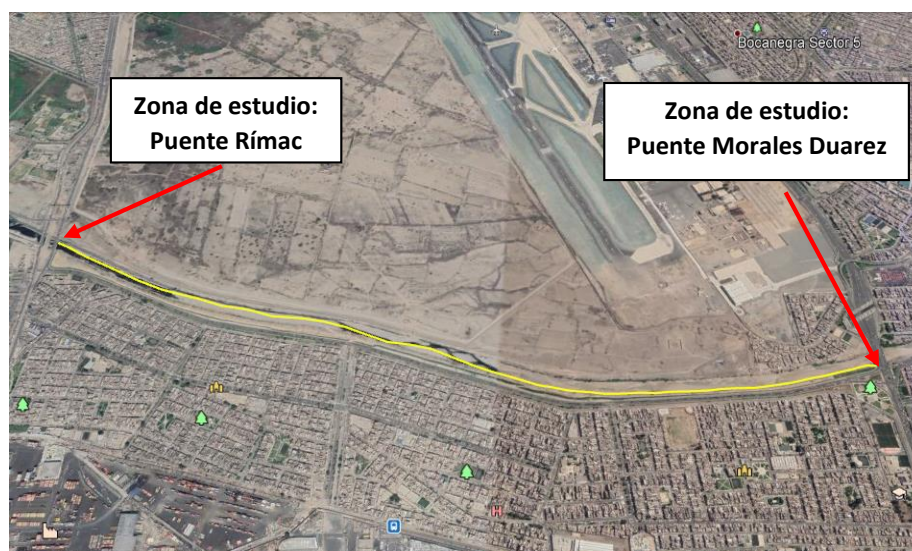 Bocanegra Sector 5
Zona de estudio:
Puente Rímac
Zona de estudio:
Puente Morales Duarez
H